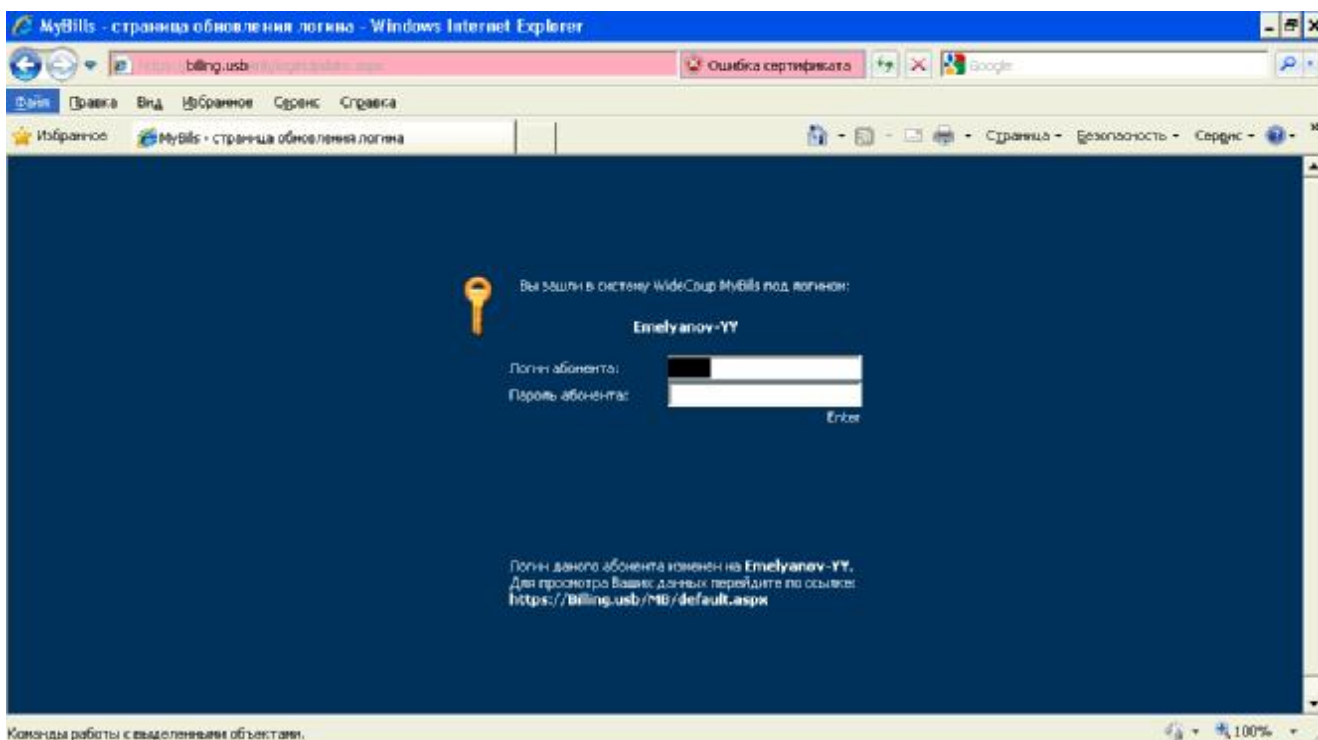 MyBills - страница обновления логина - Windows Internet Explorer
billing.usb
Ошибка сертификата
Google
Файл Правка Вид Избранное Сервис Справка
Избранное MyBills - страница обновления логина Страница Безопасность Сервис
Вы зашли в систему WideCoup MyBills под логином:
Emelyanov-YY
Логин абонента:
Пароль абонента:
Enter
Логин даного абонента изменен на Emelyanov-YY.
Для просмотра Ваших данных перейдите по ссылке:
https://Billing.usb/MB/default.aspx
Команды работы с выделенными объектами.
100%